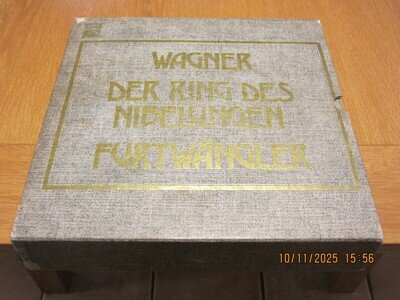 WAGNER
DER RING DES
NIBELUNGEN
FURTWÄNGLER
10/11/2025 15:56